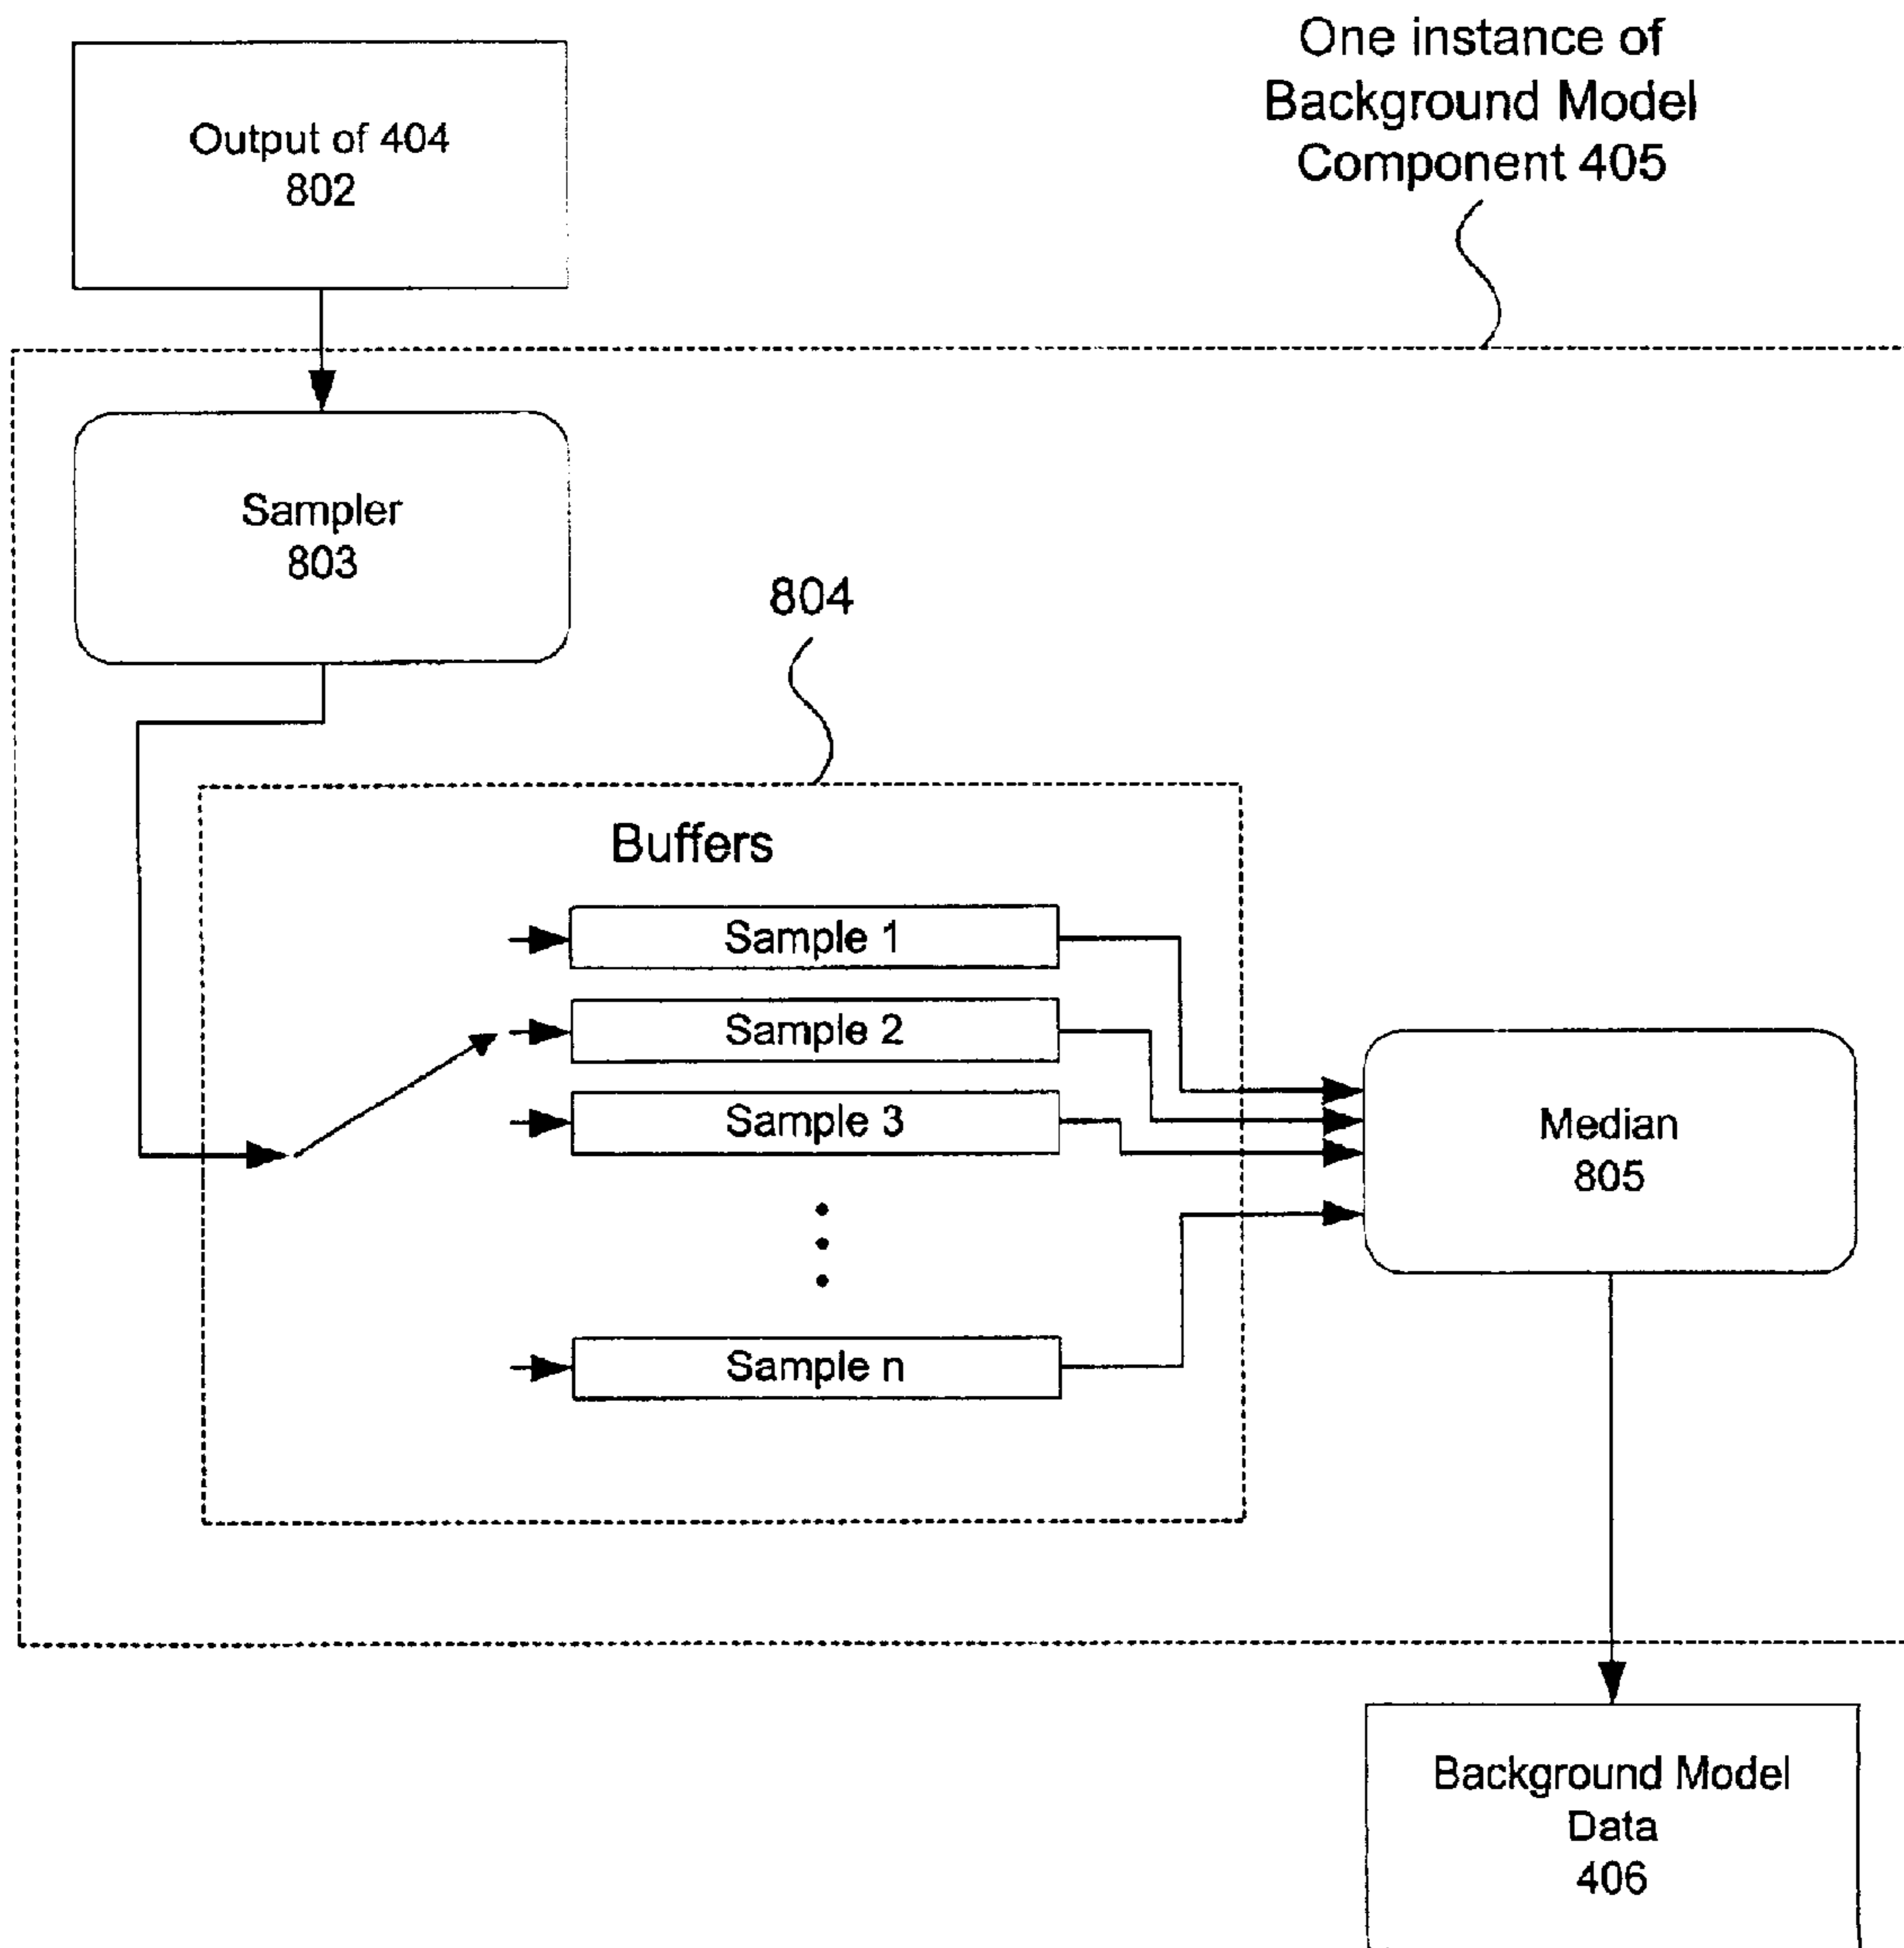 One instance of
Background Model
Component 405
Output of 404
802
Sampler
803
804
Buffers
Sample 1
Sample 2
Sample 3
Sample n
Median
805
Background Model
Data
406